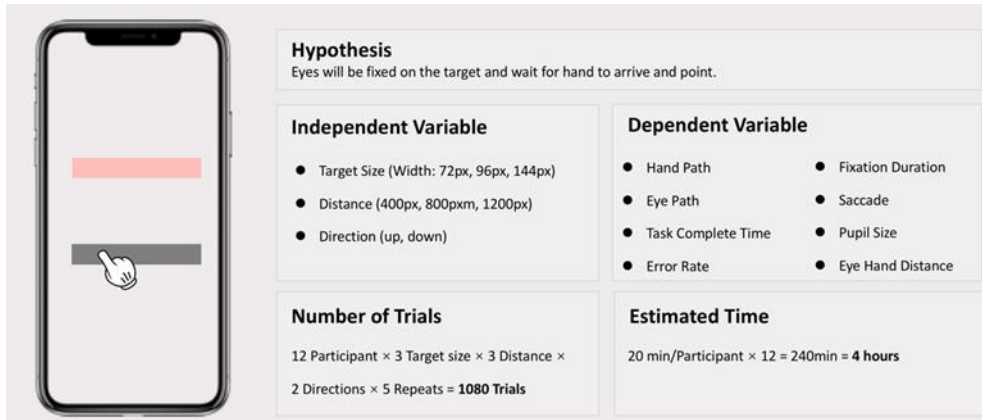 Hypothesis
Eyes will be fixed on the target and wait for hand to arrive and point.
Independent Variable
● Target Size (Width: 72px, 96px, 144px)
● Distance (400px, 800pxm, 1200px)
● Direction (up, down)
Dependent Variable
● Hand Path
● Eye Path
● Task Complete Time
● Error Rate
● Fixation Duration
● Saccade
● Pupil Size
● Eye Hand Distance
Number of Trials
12 Participant × 3 Target size × 3 Distance ×
2 Directions × 5 Repeats = 1080 Trials
Estimated Time
20 min/Participant × 12 = 240min = 4 hours